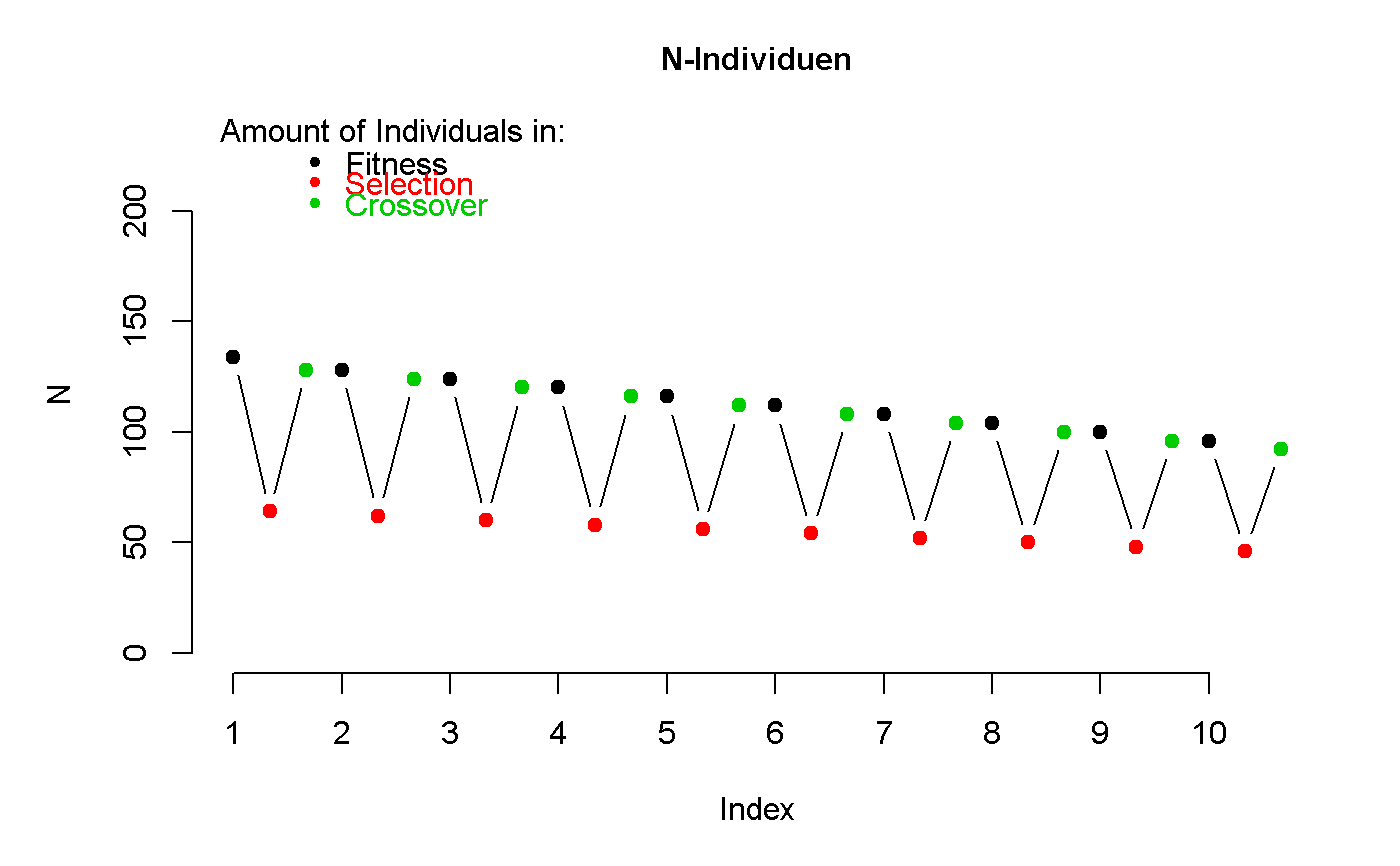 N-Individuen
Amount of Individuals in:
Fitness
Selection
Crossover
200
150
100
50
0
N
1 2 3 4 5 6 7 8 9 10
Index